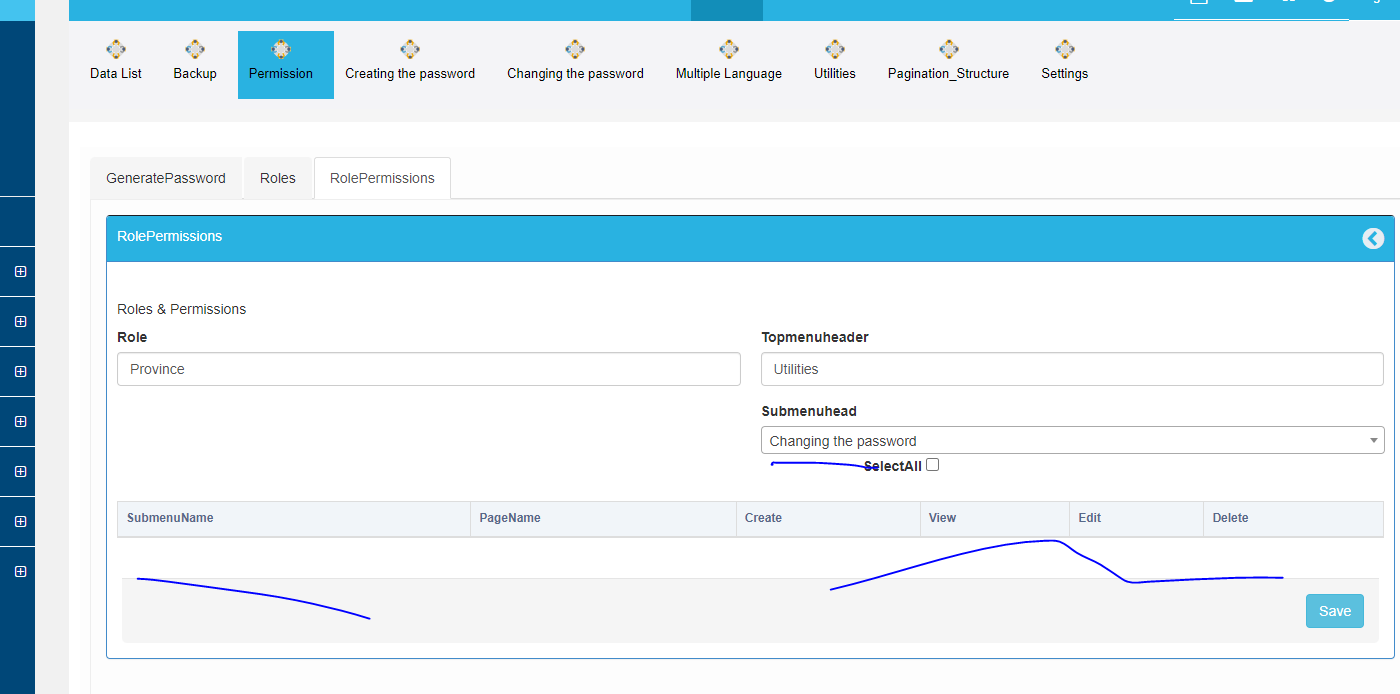 Data List Backup Permission Creating the password Changing the password Multiple Language Utilities Pagination_Structure Settings
GeneratePassword Roles RolePermissions
RolePermissions
Roles & Permissions
Role Topmenuheader
Province Utilities
Submenuhead
Changing the password
SelectAll
SubmenuName PageName Create View Edit Delete
Save